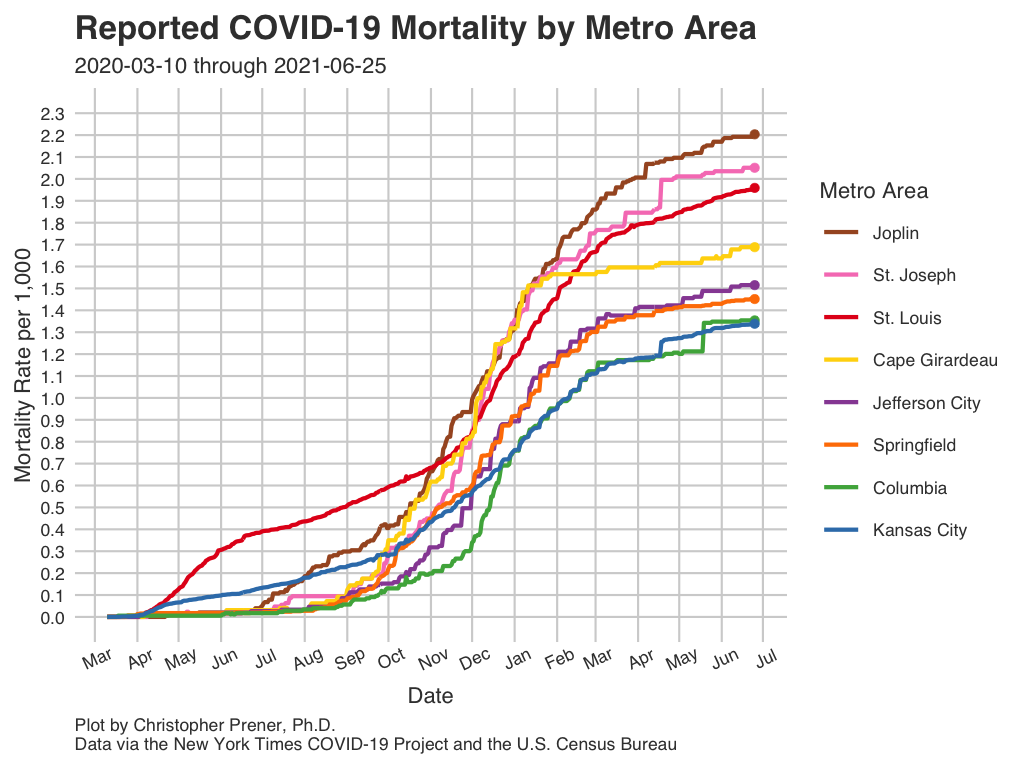 Reported COVID-19 Mortality by Metro Area
2020-03-10 through 2021-06-25
2.3
2.2
2.1
2.0
1.9
1.8
1.7
1.6
1.5
1.4
1.3
1.2
1.1
1.0
0.9
0.8
0.7
0.6
0.5
0.4
0.3
0.2
0.1
0.0
Mortality Rate per 1,000
Mar Apr May Jun Jul Aug Sep Oct Nov Dec Jan Feb Mar Apr May Jun Jul
Date
Metro Area
Joplin
St. Joseph
St. Louis
Cape Girardeau
Jefferson City
Springfield
Columbia
Kansas City
Plot by Christopher Prener, Ph.D.
Data via the New York Times COVID-19 Project and the U.S. Census Bureau